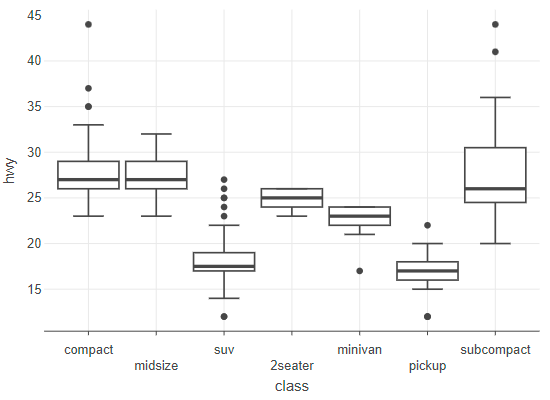 45
40
35
30
25
20
15
hwy
compact
midsize
suv
2seater
minivan
pickup
subcompact
class